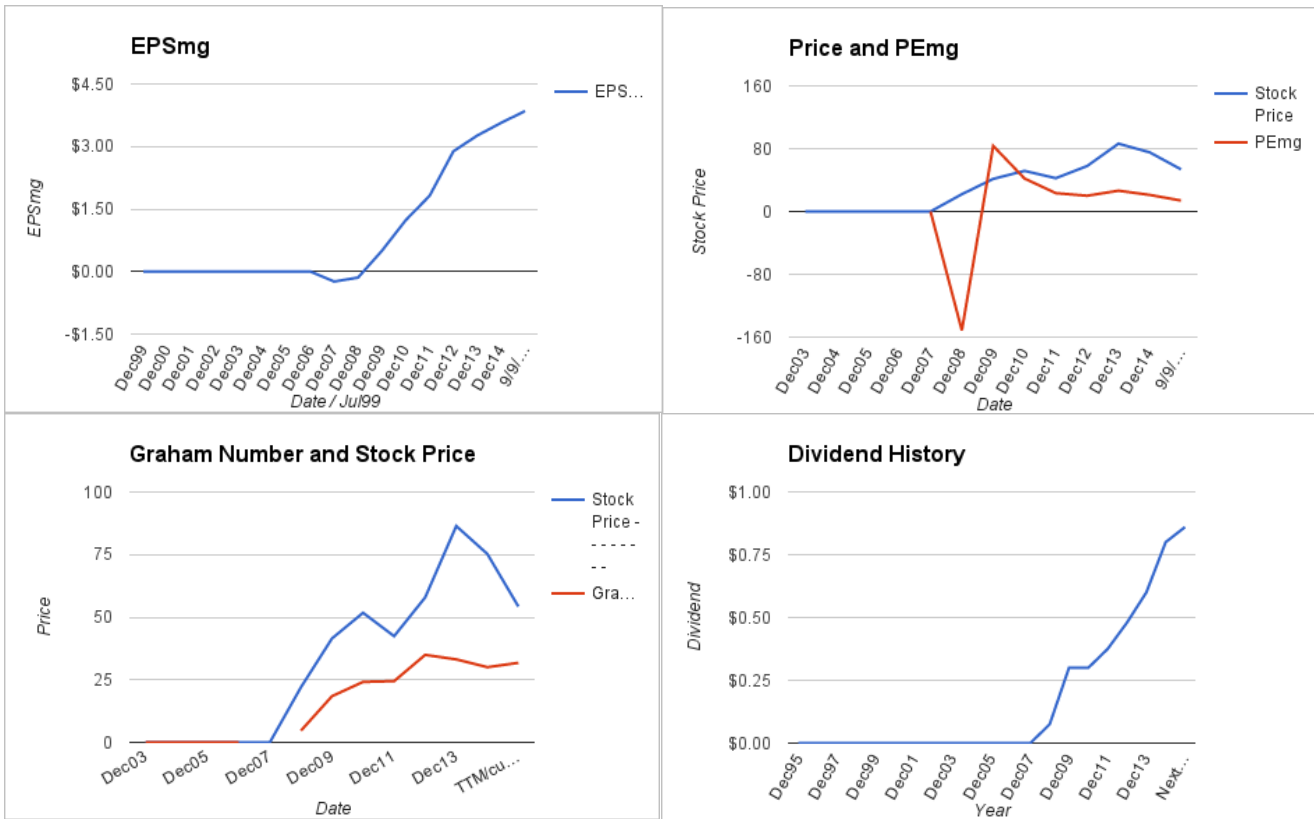 EPSmg
$4.50
$3.00
$1.50
$0.00
-$1.50
EPSmg
EPS...
Dec99
Dec00
Dec01
Dec02
Dec03
Dec04
Dec05
Dec06
Dec07
Dec08
Dec09
Dec10
Dec11
Dec12
Dec13
Dec14
9/9/...
Date / Jul99
Price and PEmg
160
80
0
-80
-160
Stock Price
Stock
Price
PEmg
Dec03
Dec04
Dec05
Dec06
Dec07
Dec08
Dec09
Dec10
Dec11
Dec12
Dec13
Dec14
9/9/...
Date
Graham Number and Stock Price
100
75
50
25
0
Price
Stock
Price -
- - - - -
- -
Gra...
Dec03
Dec05
Dec07
Dec09
Dec11
Dec13
TTM/cu...
Date
Dividend History
$1.00
$0.75
$0.50
$0.25
$0.00
Dividend
Dec95
Dec97
Dec99
Dec01
Dec03
Dec05
Dec07
Dec09
Dec11
Dec13
Next...
Year